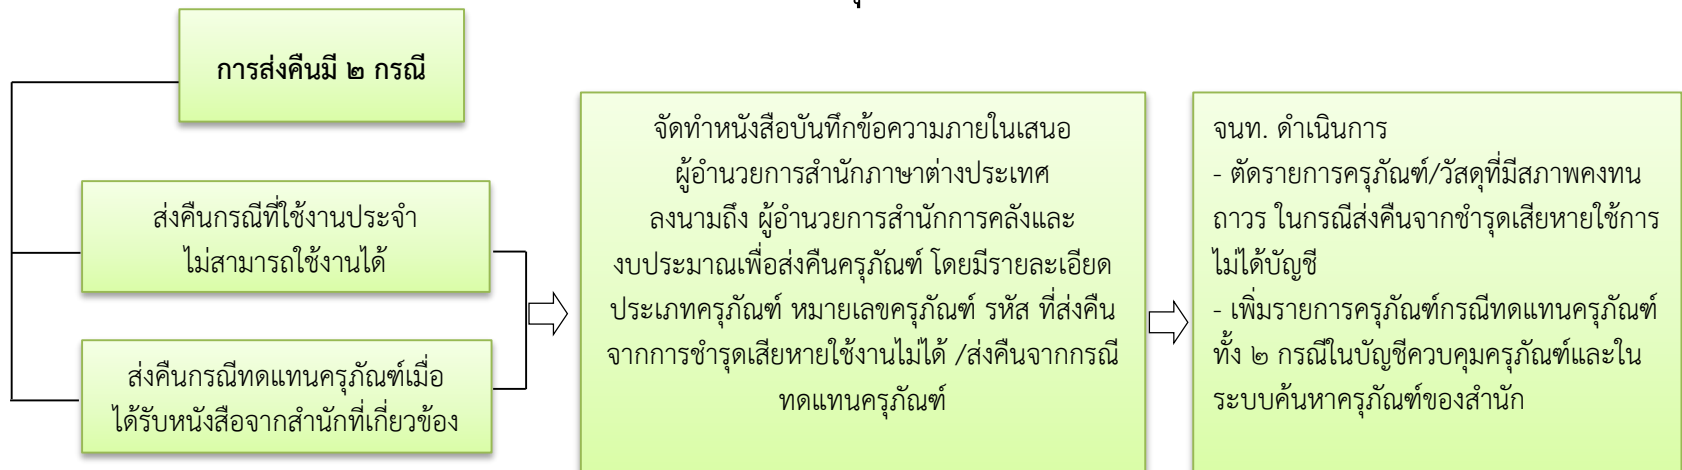 การส่งคืนมี ๒ กรณี
ส่งคืนกรณีที่ใช้งานประจำ
ไม่สามารถใช้งานได้
ส่งคืนกรณีทดแทนครุภัณฑ์เมื่อ
ได้รับหนังสือจากสำนักที่เกี่ยวข้อง
จัดทำหนังสือบันทึกข้อความภายในเสนอ
ผู้อำนวยการสำนักภาษาต่างประเทศ
ลงนามถึง ผู้อำนวยการสำนักการคลังและ
งบประมาณเพื่อส่งคืนครุภัณฑ์ โดยมีรายละเอียด
ประเภทครุภัณฑ์ หมายเลขครุภัณฑ์ รหัส ที่ส่งคืน
จากการชำรุดเสียหายใช้งานไม่ได้ /ส่งคืนจากกรณี
ทดแทนครุภัณฑ์
จนท. ดำเนินการ
- ตัดรายการครุภัณฑ์/วัสดุที่มีสภาพคงทน
ถาวร ในกรณีส่งคืนจากชำรุดเสียหายใช้การ
ไม่ได้บัญชี
- เพิ่มรายการครุภัณฑ์กรณีทดแทนครุภัณฑ์
ทั้ง ๒ กรณีในบัญชีควบคุมครุภัณฑ์และใน
ระบบค้นหาครุภัณฑ์ของสำนัก